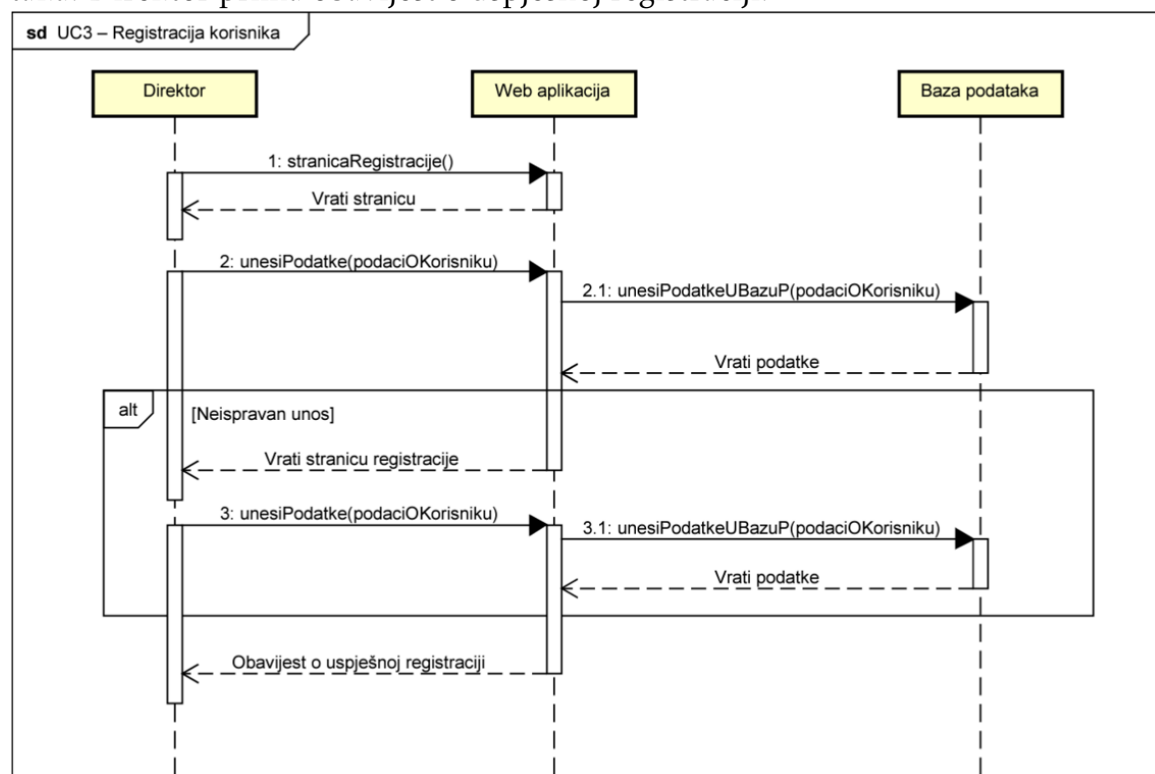 sd UC3 – Registracija korisnika
Direktor
Web aplikacija
Baza podataka
1: stranicaRegistracije()
Vrati stranicu
2: unesiPodatke(podaciOKorisniku)
2.1: unesiPodatkeUBazuP(podaciOKorisniku)
Vrati podatke
alt
[Neispravan unos]
Vrati stranicu registracije
3: unesiPodatke(podaciOKorisniku)
3.1: unesiPodatkeUBazuP(podaciOKorisniku)
Vrati podatke
Obavijest o uspješnoj registraciji